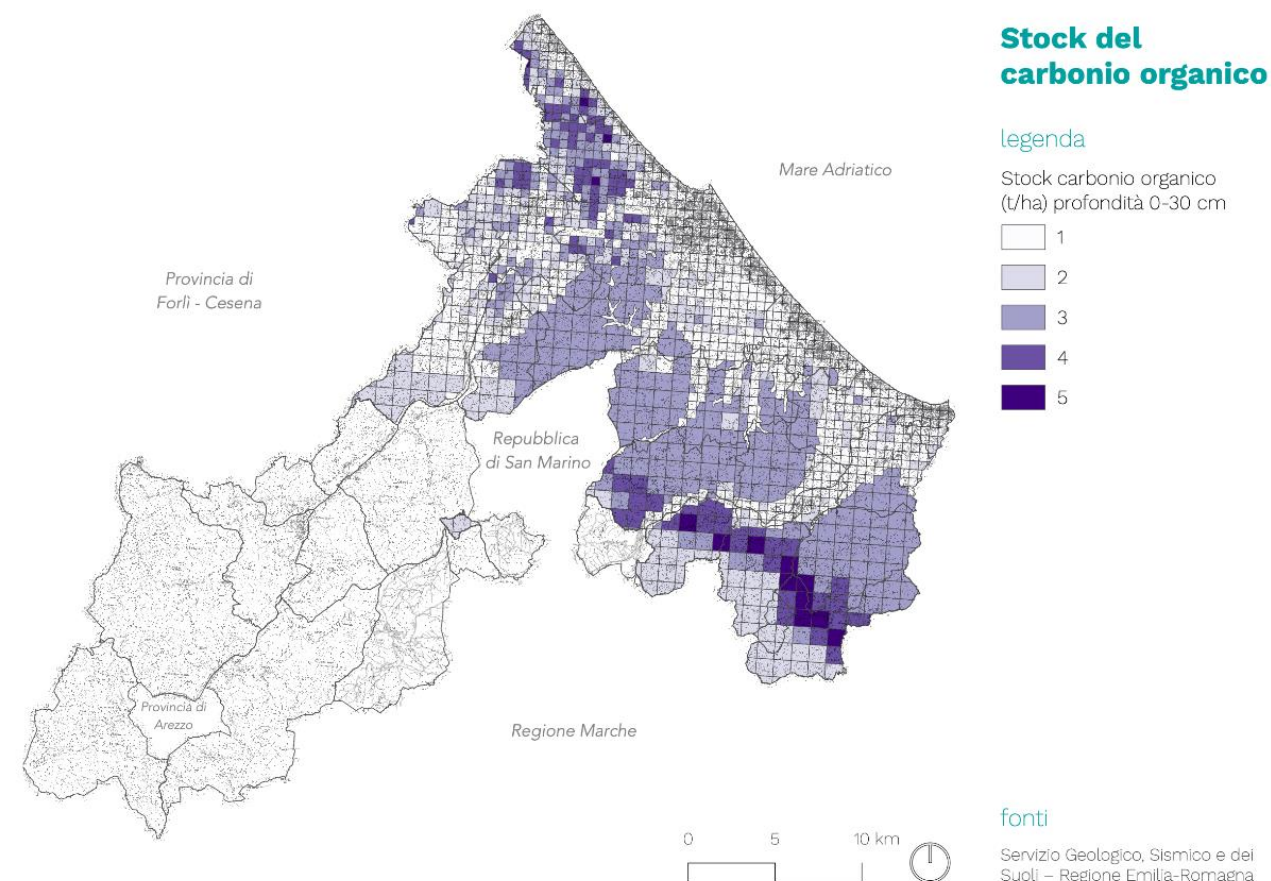 Stock del
carbonio organico
legenda
Stock carbonio organico
(t/ha) profondità 0-30 cm
1
2
3
4
5
Mare Adriatico
Provincia di
Forlì - Cesena
Repubblica
di San Marino
Provincia di
Arezzo
Regione Marche
0 5 10 km
fonti
Servizio Geologico, Sismico e dei
Suoli – Regione Emilia-Romagna